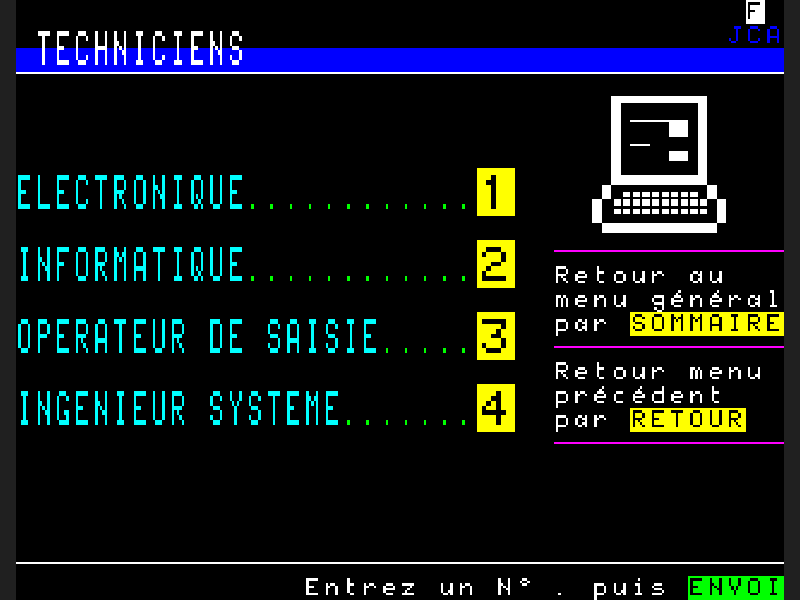 F
JCA
TECHNICIENS
ELECTRONIQUE............1
INFORMATIQUE............2
OPERATEUR DE SAISIE.....3
INGENIEUR SYSTEME.......4
Retour au
menu général
par SOMMAIRE
Retour menu
précédent
par RETOUR
Entrez un N° . puis ENVOI